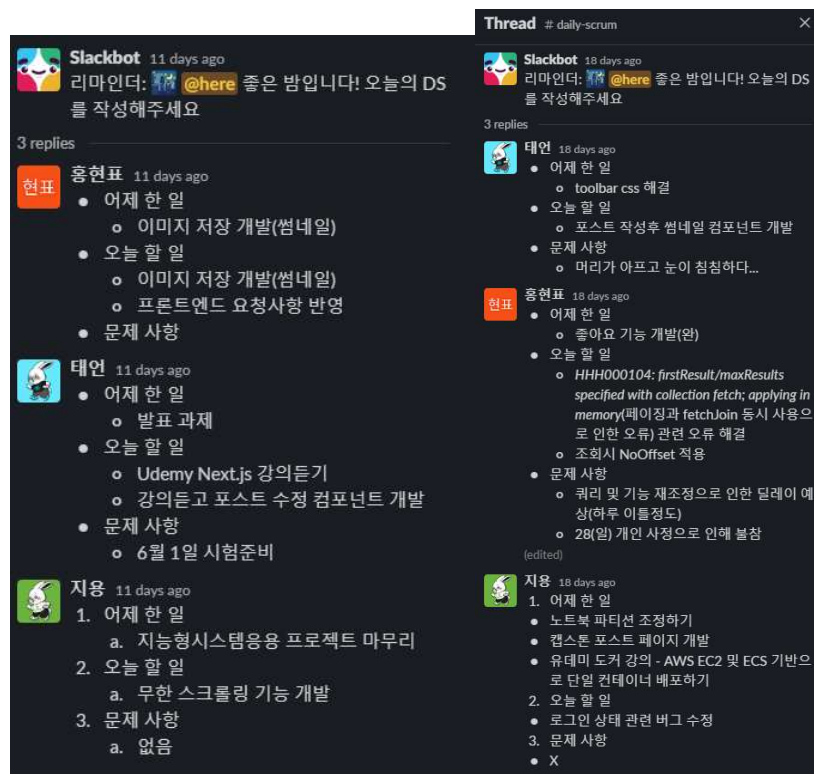 Slackbot 11 days ago
리마인더: @here 좋은 밤입니다! 오늘의 DS
를 작성해주세요
3 replies
현표
홍현표 11 days ago
● 어제 한 일
o 이미지 저장 개발(썸네일)
● 오늘 할 일
o 이미지 저장 개발(썸네일)
o 프론트엔드 요청사항 반영
● 문제 사항
태언 11 days ago
● 어제 한 일
o 발표 과제
● 오늘 할 일
o Udemy Next.js 강의듣기
o 강의듣고 포스트 수정 컴포넌트 개발
● 문제 사항
o 6월 1일 시험준비
지용 11 days ago
1. 어제 한 일
a. 지능형시스템응용 프로젝트 마무리
2. 오늘 할 일
a. 무한 스크롤링 기능 개발
3. 문제 사항
a. 없음
Thread # daily-scrum
Slackbot 18 days ago
리마인더: @here 좋은 밤입니다! 오늘의 DS
를 작성해주세요
3 replies
태언 18 days ago
● 어제 한 일
o toolbar css 해결
● 오늘 할 일
o 포스트 작성후 썸네일 컴포넌트 개발
● 문제 사항
o 머리가 아프고 눈이 침침하다...
현표
홍현표 18 days ago
● 어제 한 일
o 좋아요 기능 개발(완)
● 오늘 할 일
o HHH000104: firstResult/maxResults
specified with collection fetch; applying in
memory(페이징과 fetchJoin 동시 사용으
로 인한 오류) 관련 오류 해결
o 조회시 NoOffset 적용
● 문제 사항
o 쿼리 및 기능 재조정으로 인한 딜레이 예
상(하루 이틀정도)
o 28(일) 개인 사정으로 인해 불참
(edited)
지용 18 days ago
1. 어제 한 일
● 노트북 파티션 조정하기
● 캡스톤 포스트 페이지 개발
● 유데미 도커 강의 - AWS EC2 및 ECS 기반으
로 단일 컨테이너 배포하기
2. 오늘 할 일
● 로그인 상태 관련 버그 수정
3. 문제 사항
● X